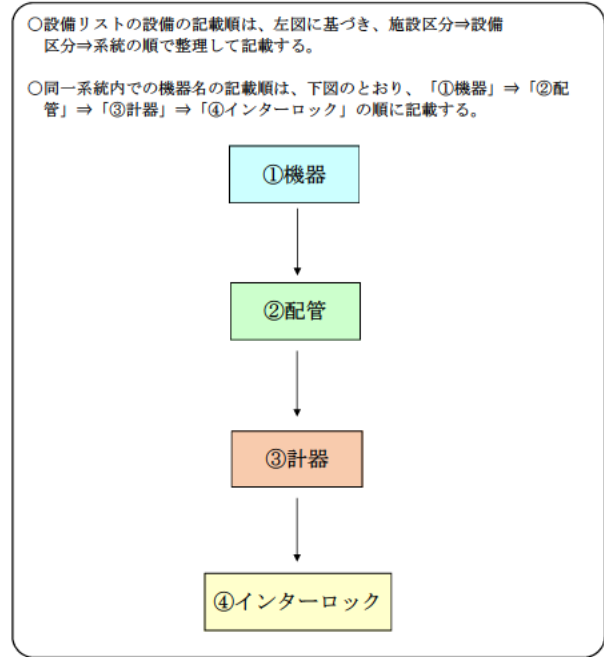 ○設備リストの設備の記載順は、左図に基づき、施設区分⇒設備
区分⇒系統の順で整理して記載する。
○同一系統内での機器名の記載順は、下図のとおり、「①機器」⇒「②配
管」⇒「③計器」⇒「④インターロック」の順に記載する。
①機器
②配管
③計器
④インターロック